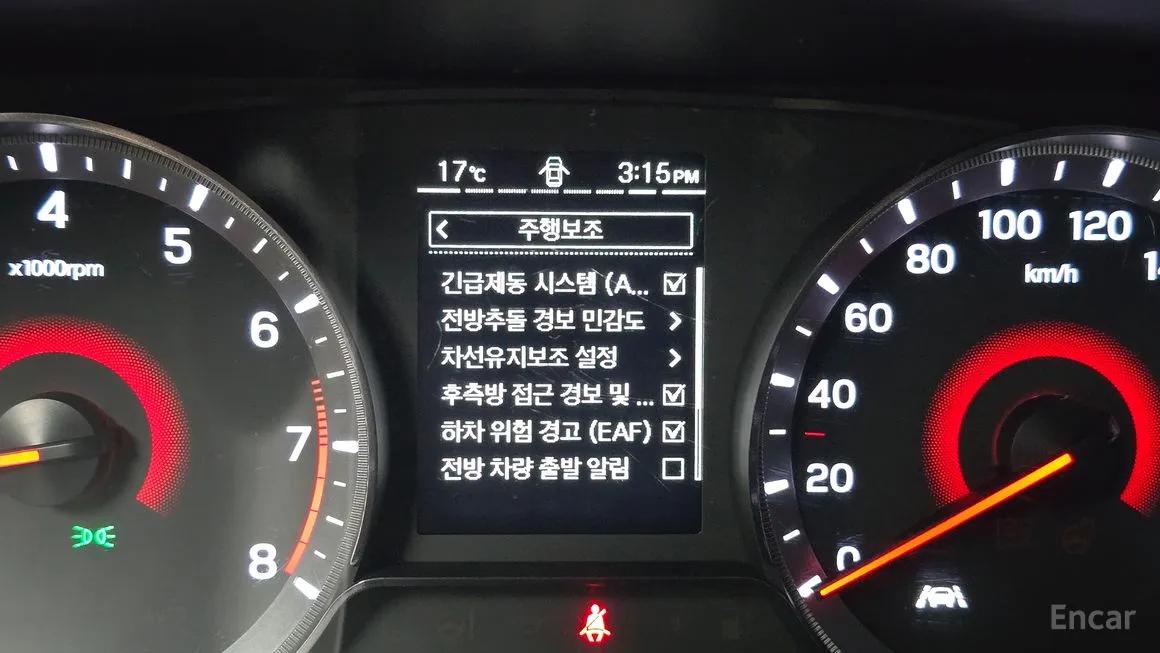 4
5
x1000rpm
6
7
8
17℃
3:15PM
< 주행보조
긴급제동 시스템 (A...
전방추돌 경보 민감도 >
차선유지보조 설정 >
후측방 접근 경보 및 ...
하차 위험 경고 (EAF)
전방 차량 출발 알림
100
120
80
km/h
60
40
20
0
Encar